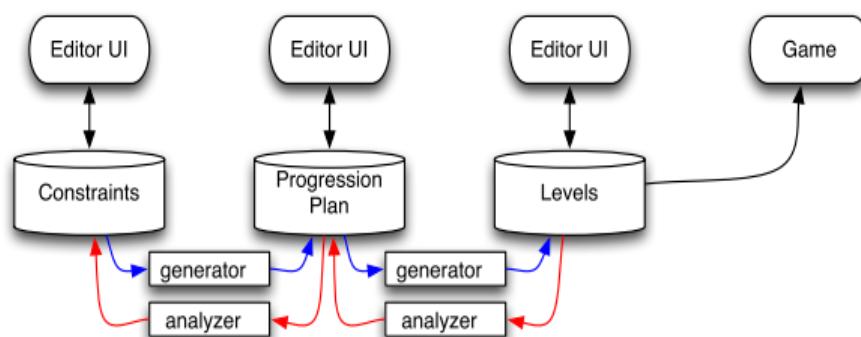 Editor UI
Editor UI
Editor UI
Game
Constraints
Progression
Plan
Levels
generator
generator
analyzer
analyzer